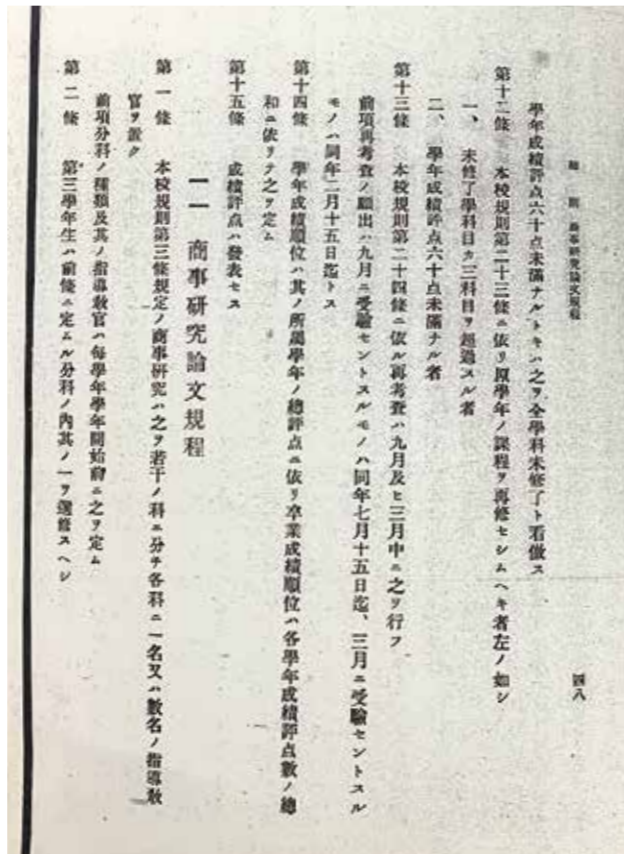 細則 商事研究論文規程
四八
學年成績評点六十点未滿ナルトキハ之ヲ全學科未修了ト看做ス
第十二條 本校規則第二十三條ニ依リ原學年ノ課程ヲ再修セシムヘキ者左ノ如シ
一、未修了學科目カ三科目ヲ超過スル者
二、學年成績評点六十点未滿ナル者
第十三條 本校規則第二十四條ニ依ル再考査ハ九月及ヒ三月中ニ之ヲ行フ
前項再考査ノ願出ハ九月ニ受驗セントスルモノハ同年七月十五日迄、三月ニ受驗セントスル
モノハ同年二月十五日迄トス
第十四條 學年成績順位ハ其ノ所屬學年ノ總評点ニ依リ卒業成績順位ハ各學年成績評点數ノ總
和ニ依リテ之ヲ定ム
第十五條 成績評点ハ發表セス
一一 商事研究論文規程
第一條 本校規則第三條規定ノ商事研究ハ之ヲ若干ノ科ニ分チ各科ニ一名又ハ數名ノ指導敎
官ヲ置ク
前項分科ノ種類及其ノ指導敎官ハ每學年學年開始前ニ之ヲ定ム
第二條 第三學年生ハ前條ニ定ムル分科ノ內其ノ一ヲ選修スヘシ